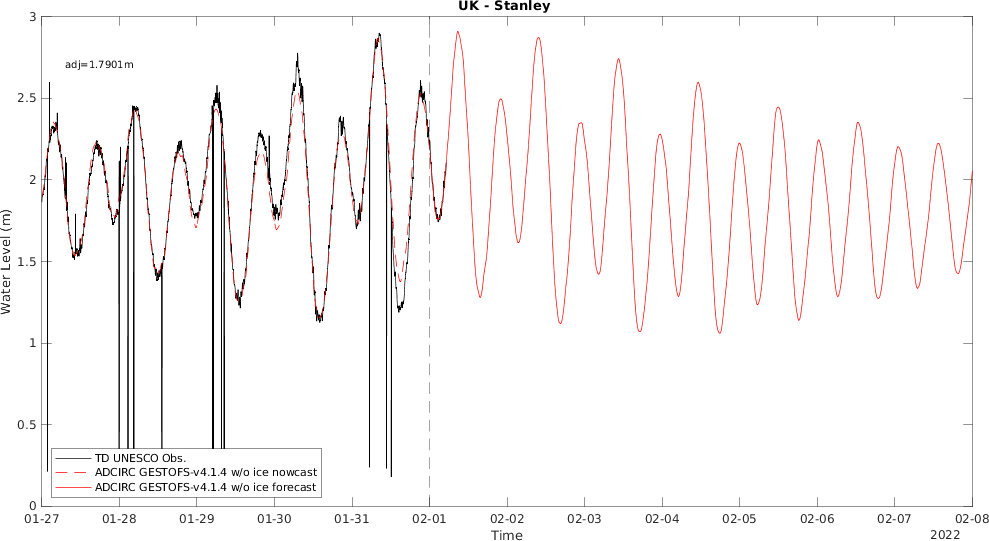 UK - Stanley
adj=1.7901m
3
2.5
2
1.5
1
0.5
0
Water Level (m)
TD UNESCO Obs.
ADCIRC GESTOFS-v4.1.4 w/o ice nowcast
ADCIRC GESTOFS-v4.1.4 w/o ice forecast
01-27 01-28 01-29 01-30 01-31 02-01 02-02 02-03 02-04 02-05 02-06 02-07 02-08
Time
2022